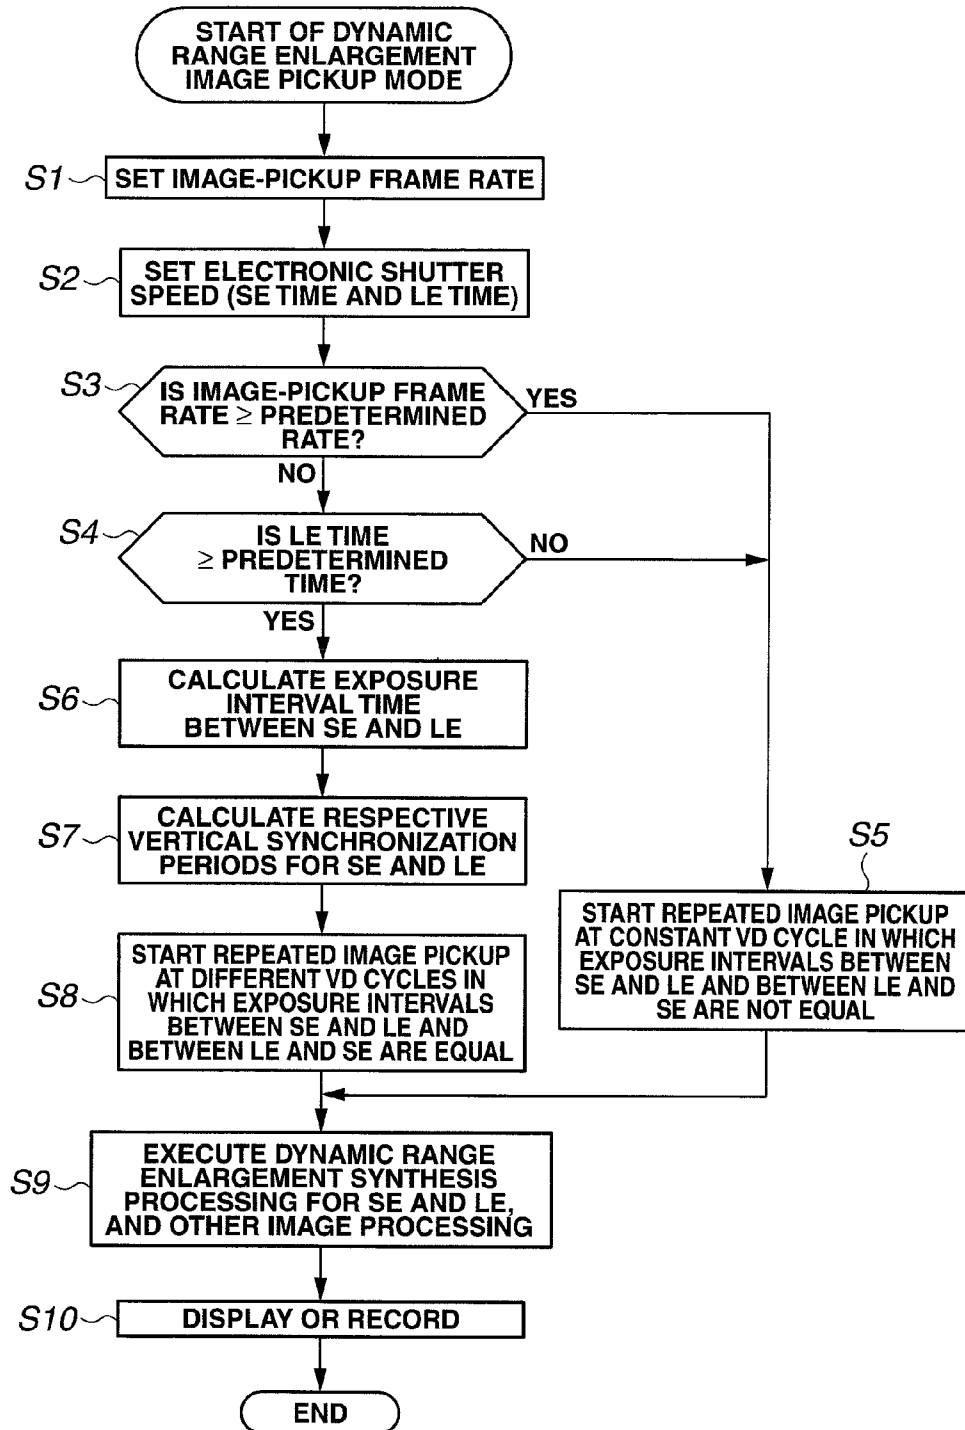 START OF DYNAMIC
RANGE ENLARGEMENT
IMAGE PICKUP MODE
S1
SET IMAGE-PICKUP FRAME RATE
S2
SET ELECTRONIC SHUTTER
SPEED (SE TIME AND LE TIME)
S3
IS IMAGE-PICKUP FRAME
RATE ≥ PREDETERMINED
RATE?
YES
NO
S4
IS LE TIME
≥ PREDETERMINED
TIME?
NO
YES
S6
CALCULATE EXPOSURE
INTERVAL TIME
BETWEEN SE AND LE
S7
CALCULATE RESPECTIVE
VERTICAL SYNCHRONIZATION
PERIODS FOR SE AND LE
S5
START REPEATED IMAGE PICKUP
AT CONSTANT VD CYCLE IN WHICH
EXPOSURE INTERVALS BETWEEN
SE AND LE AND BETWEEN LE AND
SE ARE NOT EQUAL
S8
START REPEATED IMAGE PICKUP
AT DIFFERENT VD CYCLES IN
WHICH EXPOSURE INTERVALS
BETWEEN SE AND LE AND
BETWEEN LE AND SE ARE EQUAL
S9
EXECUTE DYNAMIC RANGE
ENLARGEMENT SYNTHESIS
PROCESSING FOR SE AND LE,
AND OTHER IMAGE PROCESSING
S10
DISPLAY OR RECORD
END